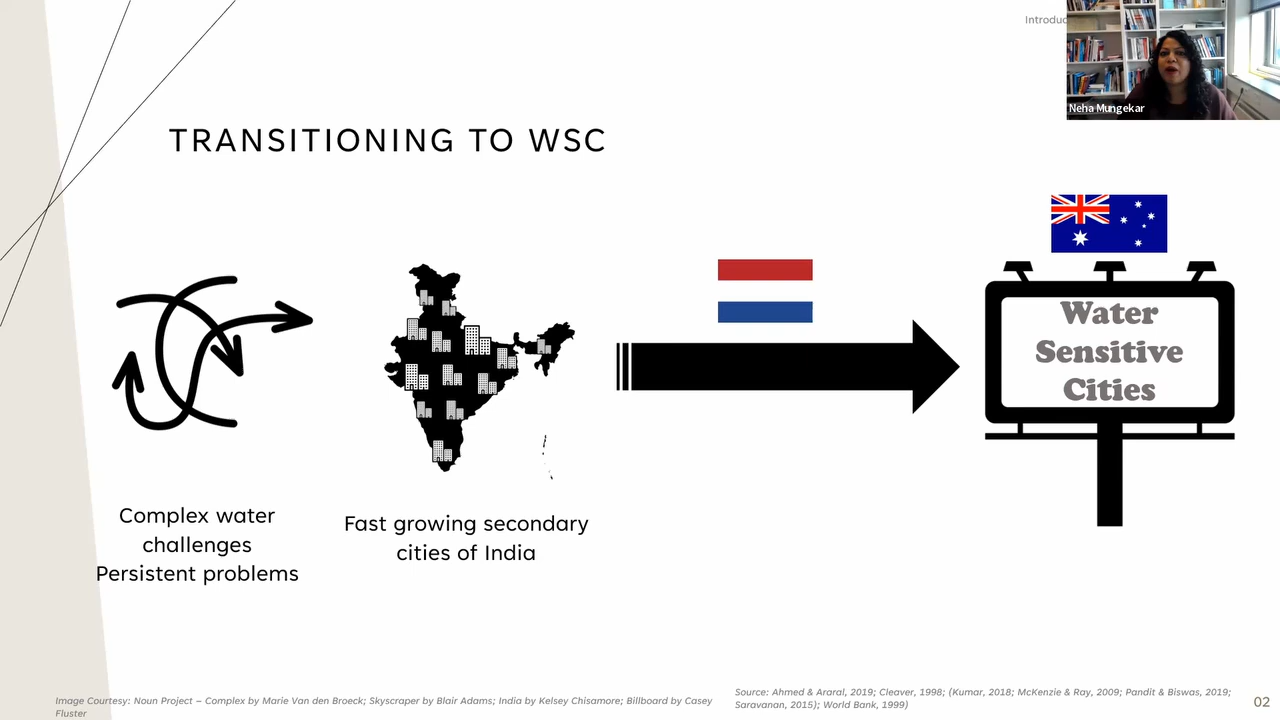 Introduc
Neha Mungekar
TRANSITIONING TO WSC
Water
Sensitive
Cities
Complex water
challenges
Persistent problems
Fast growing secondary
cities of India
Image Courtesy: Noun Project – Complex by Marie Van den Broeck; Skyscraper by Blair Adams; India by Kelsey Chisamore; Billboard by Casey
Fluster
Source: Ahmed & Araral, 2019; Cleaver, 1998; (Kumar, 2018; McKenzie & Ray, 2009; Pandit & Biswas, 2019;
Saravanan, 2015); World Bank, 1999)
02